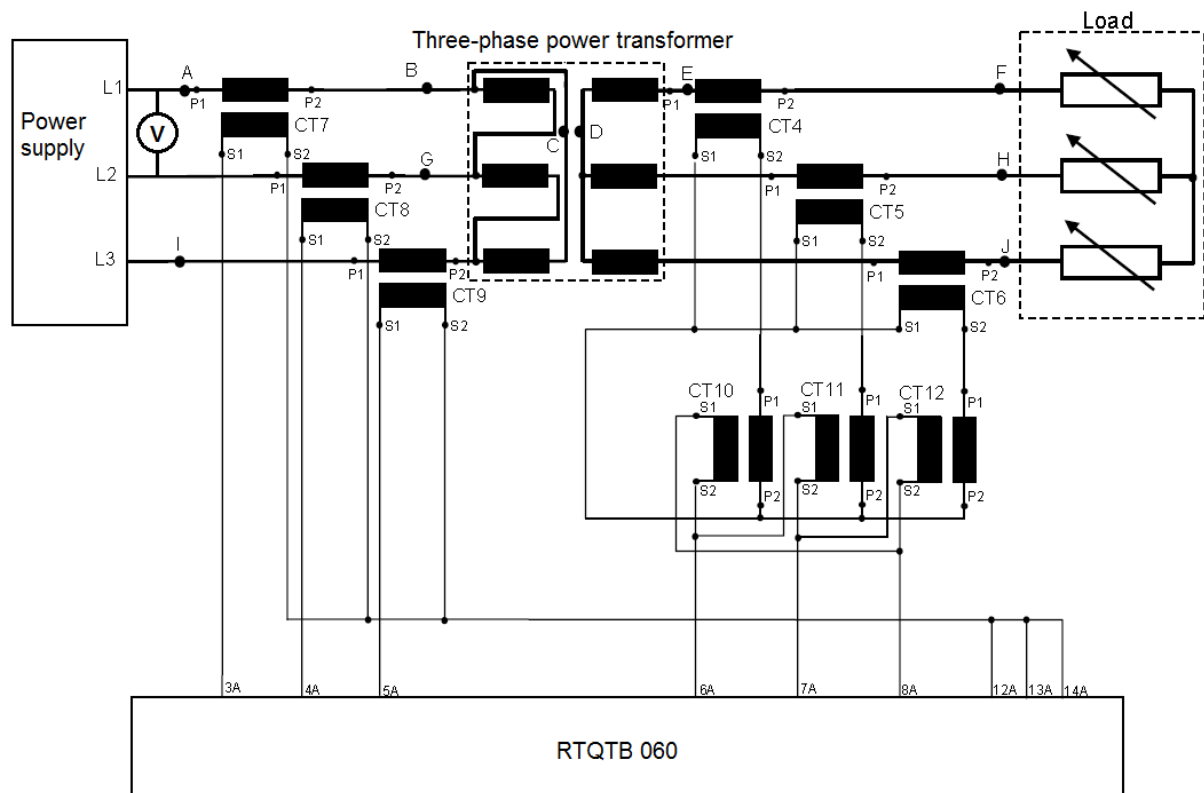 Load
Three-phase power transformer
L1
A
P1
P2
B
E
P1
P2
F
Power
supply
V
CT7
C
D
CT4
S1
S2
G
S1
S2
L2
P1
P2
P1
P2
H
CT8
CT5
S1
S2
S1
S2
L3
I
P1
P2
P1
P2
J
CT9
CT6
S1
S2
S1
S2
CT10
CT11
CT12
S1
P1
S1
P1
S1
P1
S2
P2
S2
P2
S2
P2
3A
4A
5A
6A
7A
8A
12A
13A
14A
RTQTB 060